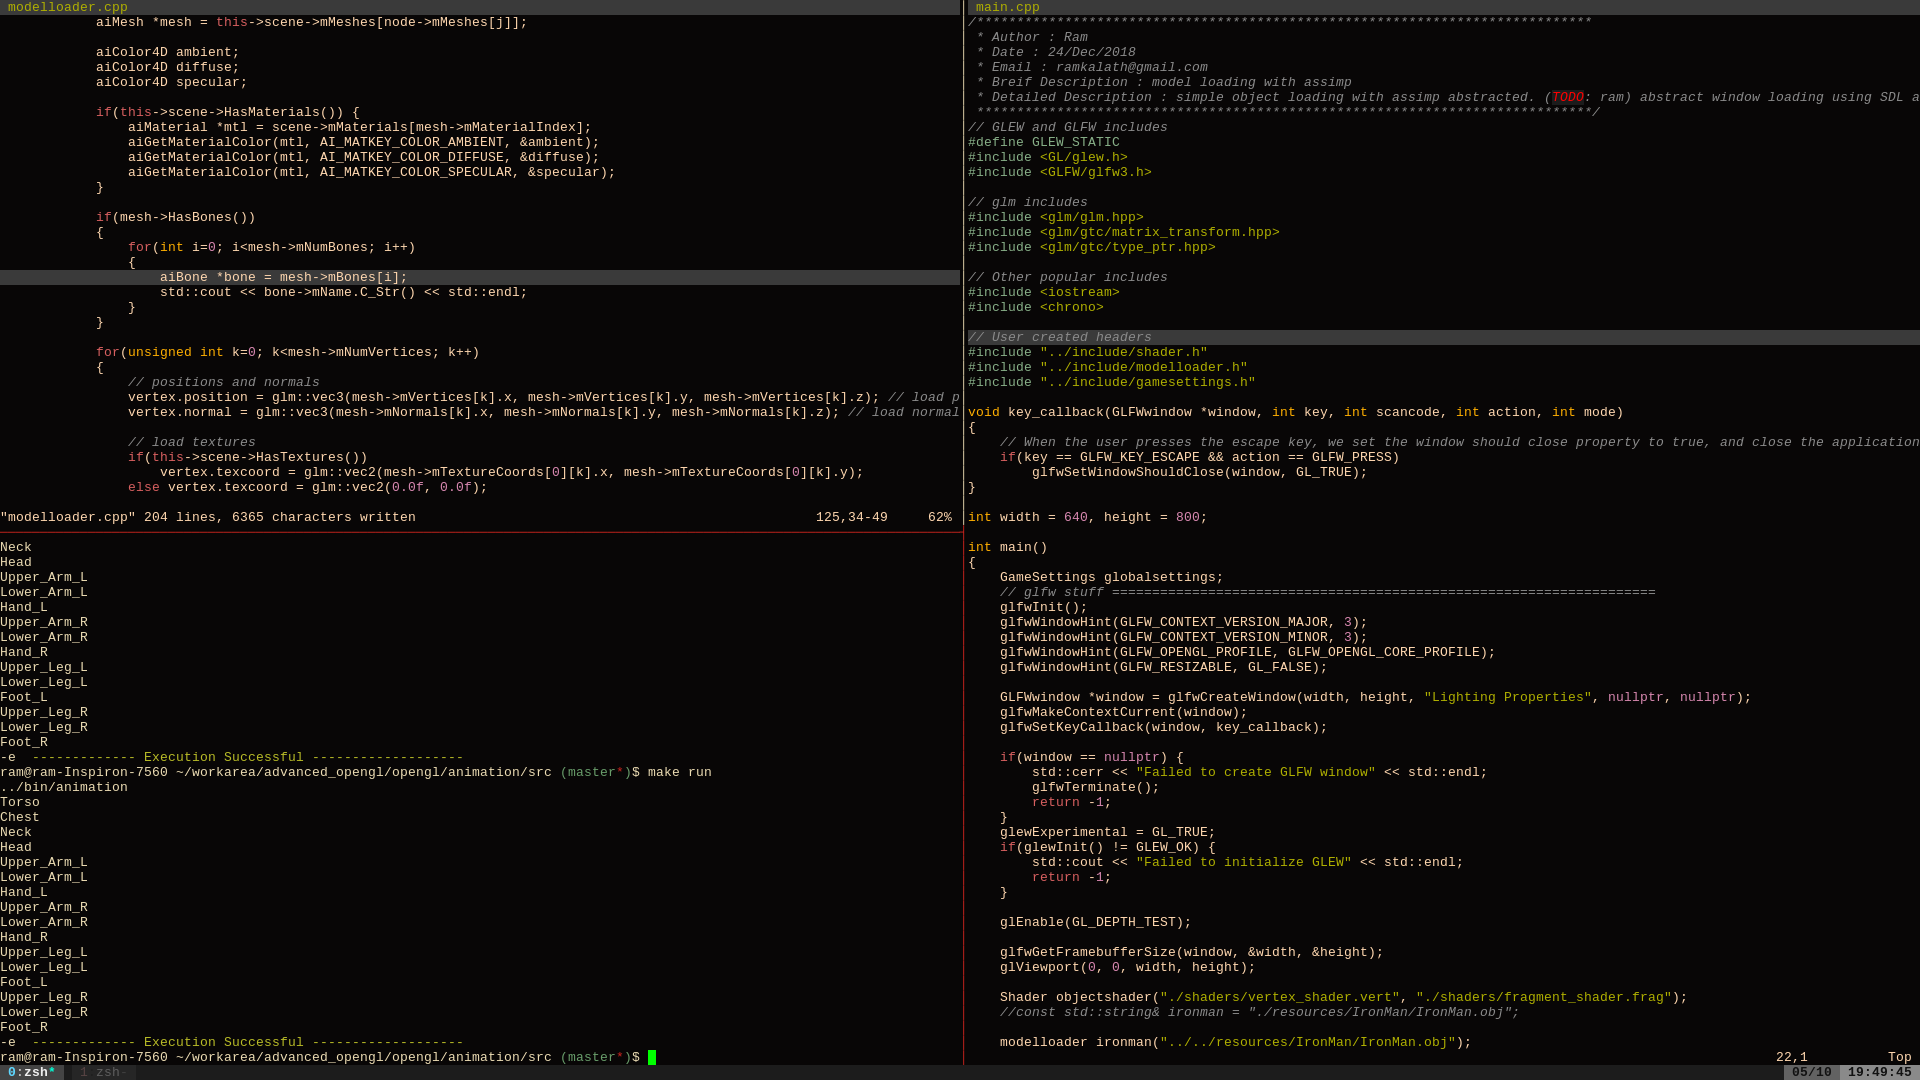 modelloader.cpp
            aiMesh *mesh = this->scene->mMeshes[node->mMeshes[j]];

            aiColor4D ambient;
            aiColor4D diffuse;
            aiColor4D specular;

            if(this->scene->HasMaterials()) {
                aiMaterial *mtl = scene->mMaterials[mesh->mMaterialIndex];
                aiGetMaterialColor(mtl, AI_MATKEY_COLOR_AMBIENT, &ambient);
                aiGetMaterialColor(mtl, AI_MATKEY_COLOR_DIFFUSE, &diffuse);
                aiGetMaterialColor(mtl, AI_MATKEY_COLOR_SPECULAR, &specular);
            }

            if(mesh->HasBones())
            {
                for(int i=0; i<mesh->mNumBones; i++)
                {
                    aiBone *bone = mesh->mBones[i];
                    std::cout << bone->mName.C_Str() << std::endl;
                }
            }

            for(unsigned int k=0; k<mesh->mNumVertices; k++)
            {
                // positions and normals
                vertex.position = glm::vec3(mesh->mVertices[k].x, mesh->mVertices[k].y, mesh->mVertices[k].z); // load p
                vertex.normal = glm::vec3(mesh->mNormals[k].x, mesh->mNormals[k].y, mesh->mNormals[k].z); // load normal

                // load textures
                if(this->scene->HasTextures())
                    vertex.texcoord = glm::vec2(mesh->mTextureCoords[0][k].x, mesh->mTextureCoords[0][k].y);
                else vertex.texcoord = glm::vec2(0.0f, 0.0f);

"modelloader.cpp" 204 lines, 6365 characters written 125,34-49 62%
Neck
Head
Upper_Arm_L
Lower_Arm_L
Hand_L
Upper_Arm_R
Lower_Arm_R
Hand_R
Upper_Leg_L
Lower_Leg_L
Foot_L
Upper_Leg_R
Lower_Leg_R
Foot_R
-e  ------------- Execution Successful -------------------
ram@ram-Inspiron-7560 ~/workarea/advanced_opengl/opengl/animation/src (master*)$ make run
../bin/animation
Torso
Chest
Neck
Head
Upper_Arm_L
Lower_Arm_L
Hand_L
Upper_Arm_R
Lower_Arm_R
Hand_R
Upper_Leg_L
Lower_Leg_L
Foot_L
Upper_Leg_R
Lower_Leg_R
Foot_R
-e  ------------- Execution Successful -------------------
ram@ram-Inspiron-7560 ~/workarea/advanced_opengl/opengl/animation/src (master*)$
main.cpp
/*****************************************************************************
 * Author : Ram
 * Date : 24/Dec/2018
 * Email : ramkalath@gmail.com
 * Breif Description : model loading with assimp
 * Detailed Description : simple object loading with assimp abstracted. (TODO: ram) abstract window loading using SDL a
 *****************************************************************************/
// GLEW and GLFW includes
#define GLEW_STATIC
#include <GL/glew.h>
#include <GLFW/glfw3.h>

// glm includes
#include <glm/glm.hpp>
#include <glm/gtc/matrix_transform.hpp>
#include <glm/gtc/type_ptr.hpp>

// Other popular includes
#include <iostream>
#include <chrono>

// User created headers
#include "../include/shader.h"
#include "../include/modelloader.h"
#include "../include/gamesettings.h"

void key_callback(GLFWwindow *window, int key, int scancode, int action, int mode)
{
    // When the user presses the escape key, we set the window should close property to true, and close the application
    if(key == GLFW_KEY_ESCAPE && action == GLFW_PRESS)
        glfwSetWindowShouldClose(window, GL_TRUE);
}

int width = 640, height = 800;

int main()
{
    GameSettings globalsettings;
    // glfw stuff ====================================================================
    glfwInit();
    glfwWindowHint(GLFW_CONTEXT_VERSION_MAJOR, 3);
    glfwWindowHint(GLFW_CONTEXT_VERSION_MINOR, 3);
    glfwWindowHint(GLFW_OPENGL_PROFILE, GLFW_OPENGL_CORE_PROFILE);
    glfwWindowHint(GLFW_RESIZABLE, GL_FALSE);

    GLFWwindow *window = glfwCreateWindow(width, height, "Lighting Properties", nullptr, nullptr);
    glfwMakeContextCurrent(window);
    glfwSetKeyCallback(window, key_callback);

    if(window == nullptr) {
        std::cerr << "Failed to create GLFW window" << std::endl;
        glfwTerminate();
        return -1;
    }
    glewExperimental = GL_TRUE;
    if(glewInit() != GLEW_OK) {
        std::cout << "Failed to initialize GLEW" << std::endl;
        return -1;
    }

    glEnable(GL_DEPTH_TEST);

    glfwGetFramebufferSize(window, &width, &height);
    glViewport(0, 0, width, height);

    Shader objectshader("./shaders/vertex_shader.vert", "./shaders/fragment_shader.frag");
    //const std::string& ironman = "./resources/IronMan/IronMan.obj";

    modelloader ironman("../../resources/IronMan/IronMan.obj");
22,1 Top
0:zsh* 1 zsh- 05/10 19:49:45